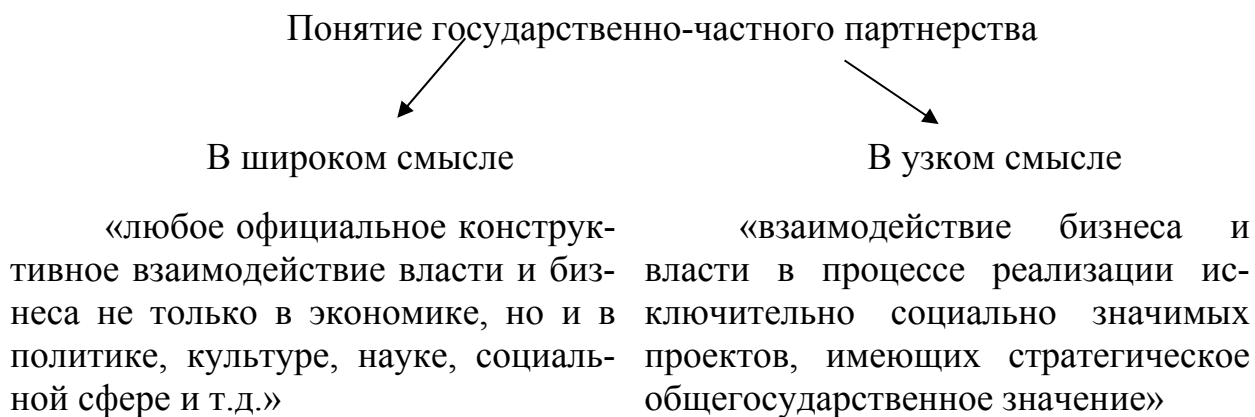 Понятие государственно-частного партнерства
В широком смысле
«любое официальное конструк-
тивное взаимодействие власти и биз-
неса не только в экономике, но и в
политике, культуре, науке, социаль-
ной сфере и т.д.»
В узком смысле
«взаимодействие бизнеса и
власти в процессе реализации ис-
ключительно социально значимых
проектов, имеющих стратегическое
общегосударственное значение»